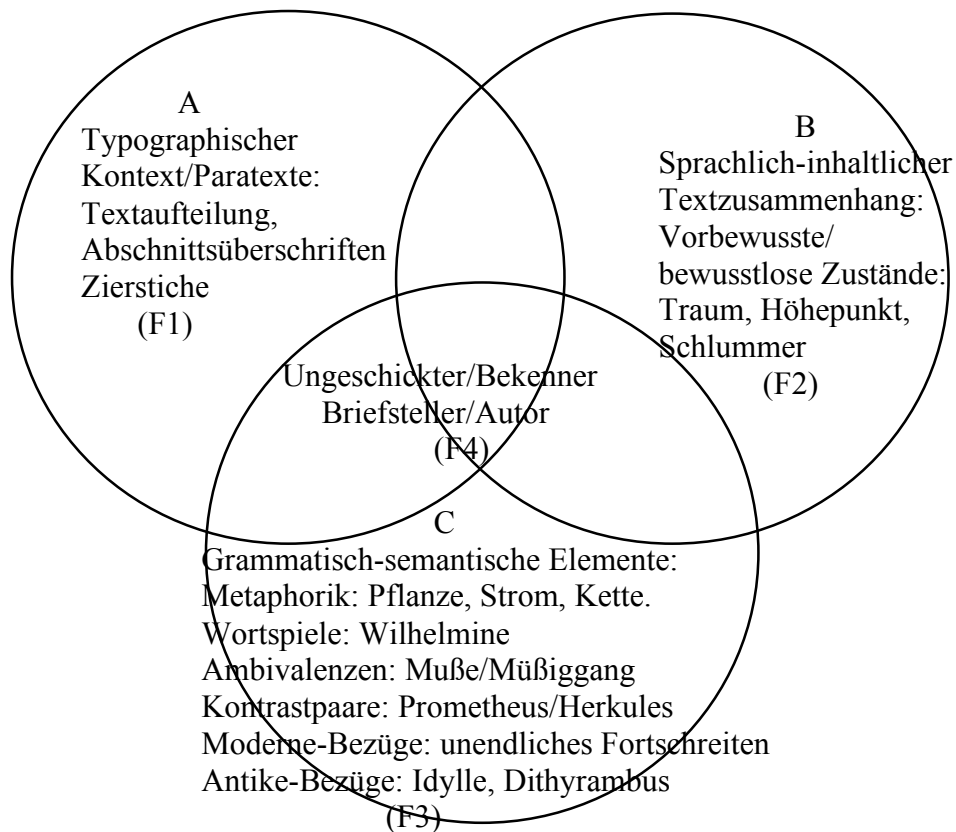 A
Typographischer
Kontext/Paratexte:
Textaufteilung,
Abschnittsüberschriften
Zierstiche
(F1)
B
Sprachlich-inhaltlicher
Textzusammenhang:
Vorbewusste/
bewusstlose Zustände:
Traum, Höhepunkt,
Schlummer
(F2)
Ungeschickter/Bekenner
Briefsteller/Autor
(F4)
C
Grammatisch-semantische Elemente:
Metaphorik: Pflanze, Strom, Kette.
Wortspiele: Wilhelmine
Ambivalenzen: Muße/Müßiggang
Kontrastpaare: Prometheus/Herkules
Moderne-Bezüge: unendliches Fortschreiten
Antike-Bezüge: Idylle, Dithyrambus
(F3)